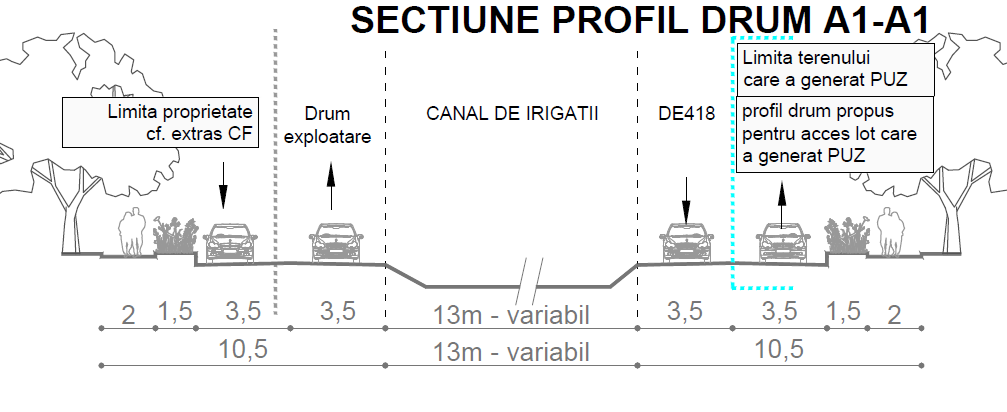 SECTIUNE PROFIL DRUM A1-A1
Limita proprietate
cf. extras CF
Drum
exploatare
CANAL DE IRIGATII
DE418
Limita terenului
care a generat PUZ
profil drum propus
pentru acces lot care
a generat PUZ
2 1,5 3,5 3,5 13m - variabil 3,5 3,5 1,5 2
10,5 13m - variabil 10,5